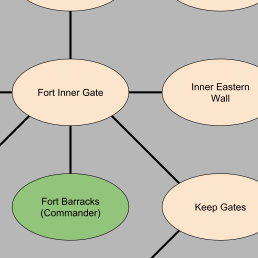 Fort Inner Gate
Inner Eastern
Wall
Fort Barracks
(Commander)
Keep Gates